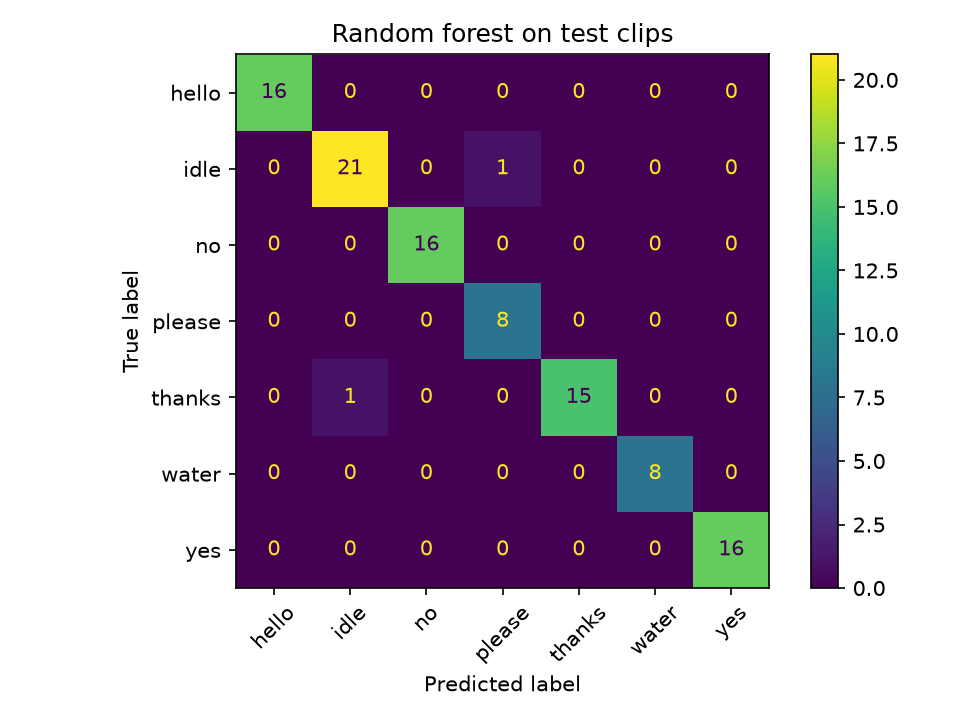 Random forest on test clips
True label
hello 16 0 0 0 0 0 0
idle 0 21 0 1 0 0 0
no 0 0 16 0 0 0 0
please 0 0 0 8 0 0 0
thanks 0 1 0 0 15 0 0
water 0 0 0 0 0 8 0
yes 0 0 0 0 0 0 16
hello idle no please thanks water yes
Predicted label
20.0
17.5
15.0
12.5
10.0
7.5
5.0
2.5
0.0